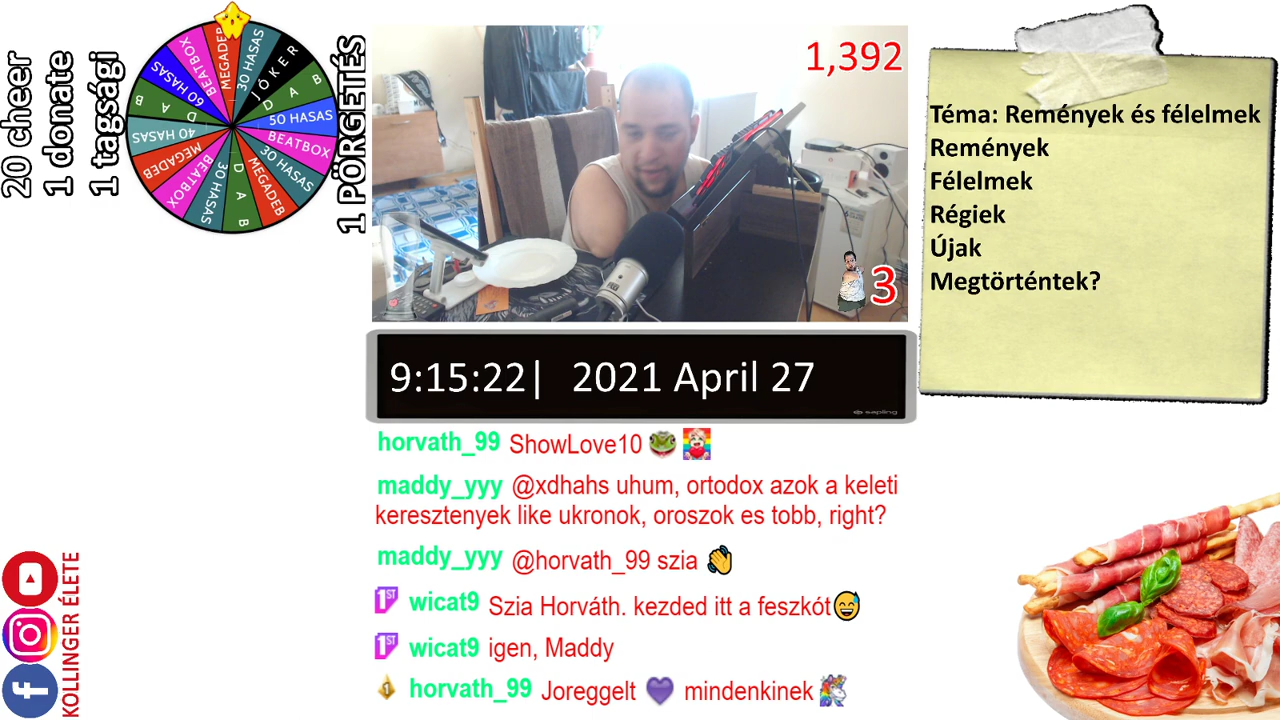 20 cheer
1 donate
1 tagsági
1 PÖRGETÉS
MEGADEB
30 HASAS
JÓKER
D A B
50 HASAS
BEATBOX
30 HASAS
MEGADEB
D A B
30 HASAS
BEATBOX
MEGADEB
40 HASAS
D A B
60 HASAS
BEATBOX
1,392
3
Téma: Remények és félelmek
Remények
Félelmek
Régiek
Újak
Megtörténtek?
9:15:22| 2021 April 27
sapling
horvath_99 ShowLove10
maddy_yyy @xdhahs uhum, ortodox azok a keleti
keresztenyek like ukronok, oroszok es tobb, right?
maddy_yyy @horvath_99 szia
1ST wicat9 Szia Horváth. kezded itt a feszkót
1ST wicat9 igen, Maddy
1 horvath_99 Joreggelt mindenkinek
KOLLINGER ÉLETE